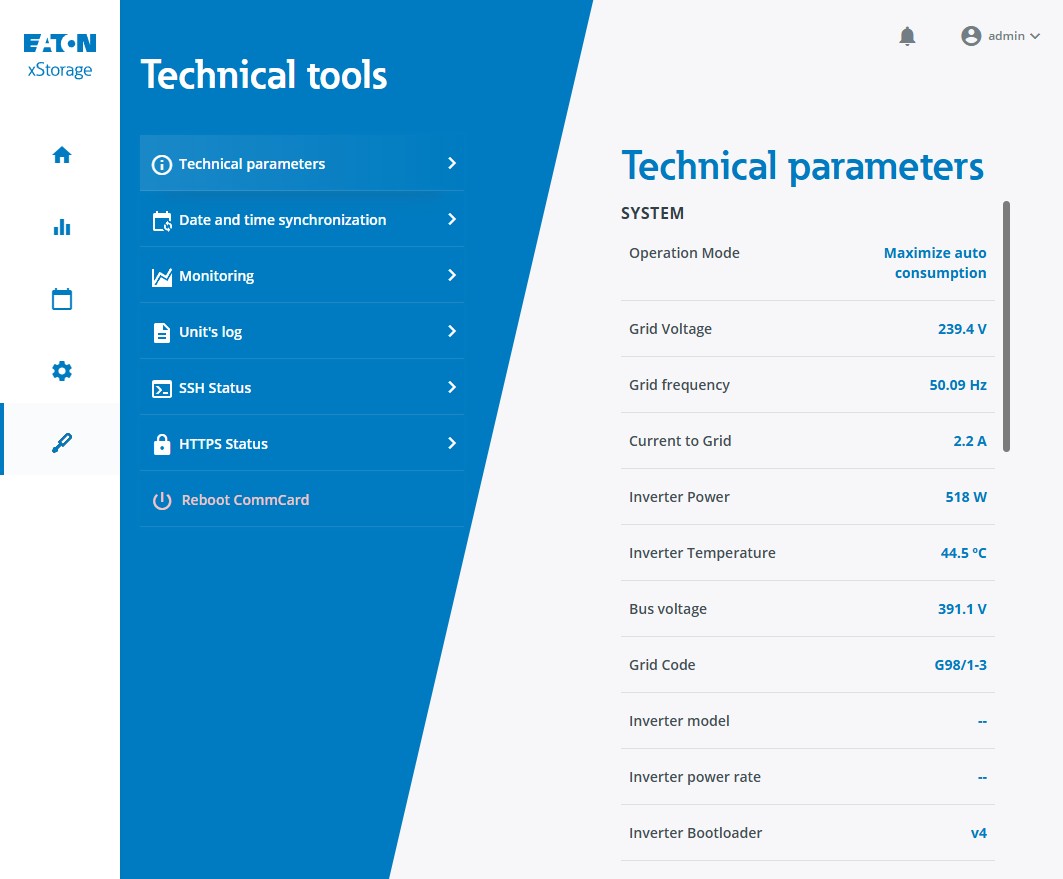 EATON
xStorage
admin
Technical tools
Technical parameters
Date and time synchronization
Monitoring
Unit's log
SSH Status
HTTPS Status
Reboot CommCard
Technical parameters
SYSTEM
Operation Mode Maximize auto
consumption
Grid Voltage 239.4 V
Grid frequency 50.09 Hz
Current to Grid 2.2 A
Inverter Power 518 W
Inverter Temperature 44.5 ºC
Bus voltage 391.1 V
Grid Code G98/1-3
Inverter model --
Inverter power rate --
Inverter Bootloader v4